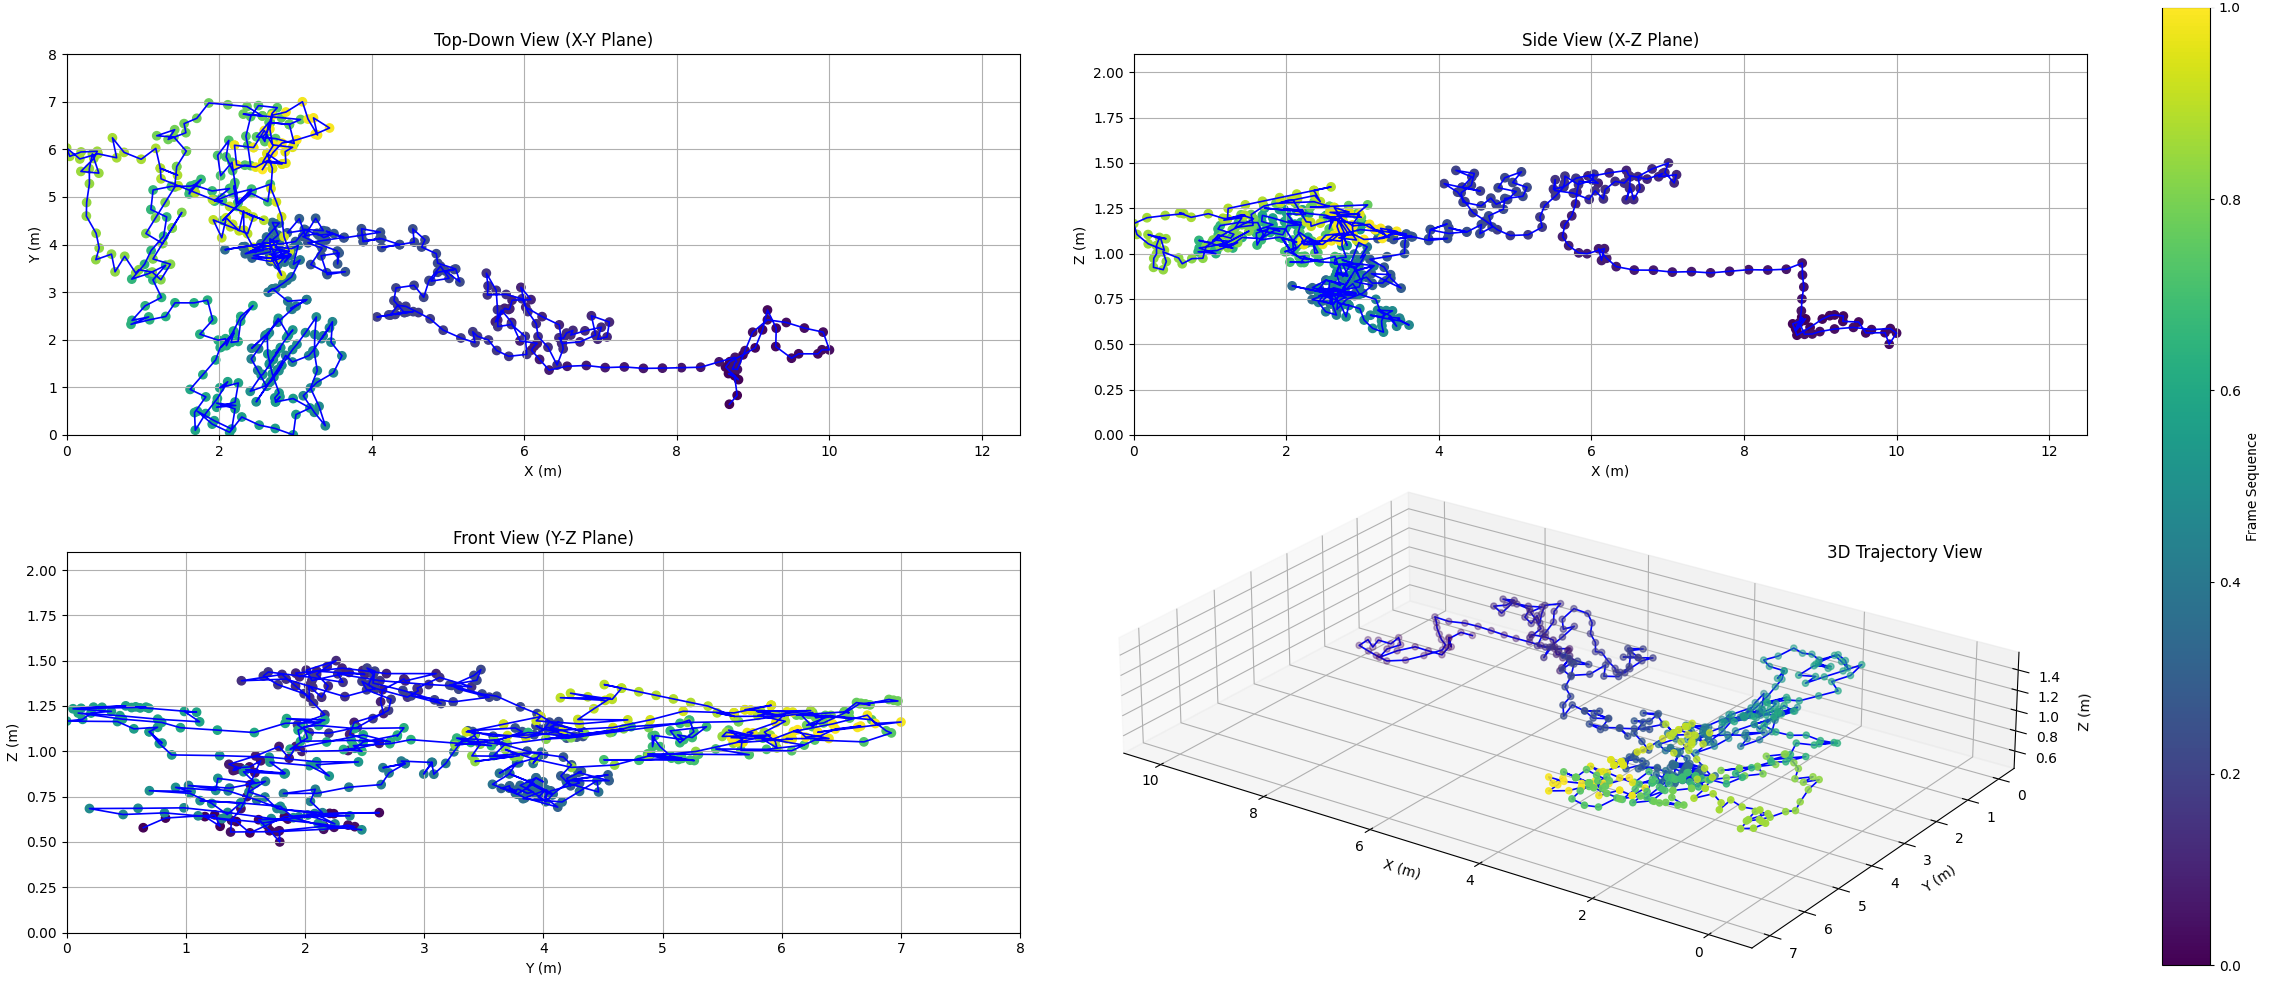 Top-Down View (X-Y Plane)
8
7
6
5
4
3
2
1
0
Y (m)
0 2 4 6 8 10 12
X (m)
Side View (X-Z Plane)
2.00
1.75
1.50
1.25
1.00
0.75
0.50
0.25
0.00
Z (m)
0 2 4 6 8 10 12
X (m)
Front View (Y-Z Plane)
2.00
1.75
1.50
1.25
1.00
0.75
0.50
0.25
0.00
Z (m)
0 1 2 3 4 5 6 7 8
Y (m)
3D Trajectory View
10 8 6 4 2 0
X (m)
0
1
2
3
4
5
6
7
Y (m)
1.4
1.2
1.0
0.8
0.6
Z (m)
1.0
0.8
0.6
0.4
0.2
0.0
Frame Sequence